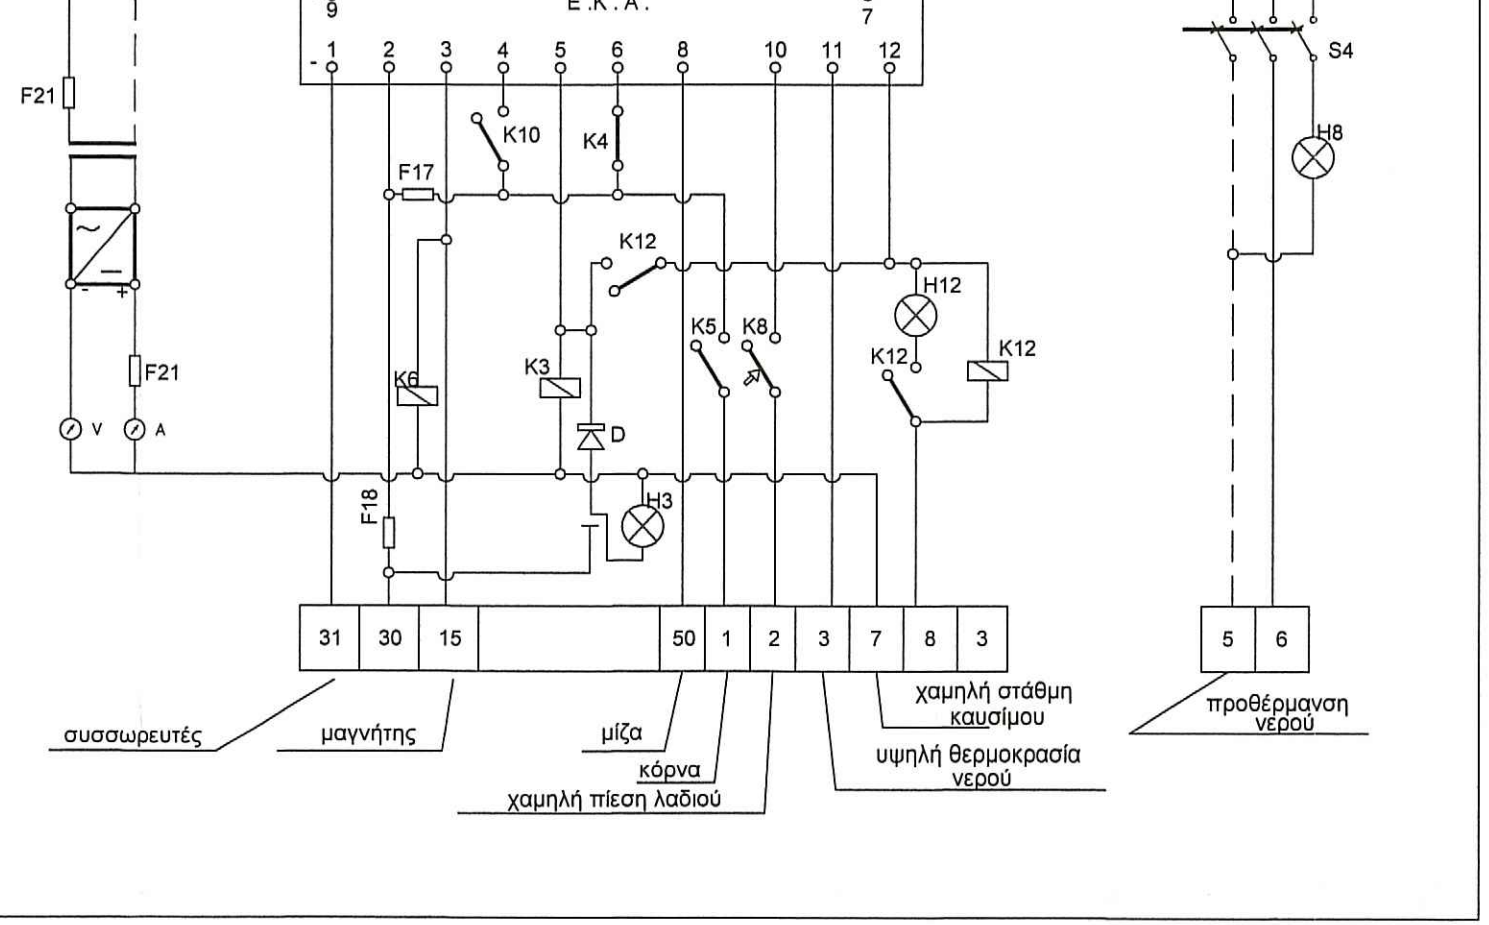 E.K.A.
9
7
- 1 2 3 4 5 6 8 10 11 12
S4
F21
K10
K4
H8
F17
K12
~
- +
H12
K5 K8
K12 K12
K3
F21
K6
V A
D
F18
H3
31 30 15 50 1 2 3 7 8 3
5 6
χαμηλή στάθμη
καυσίμου
προθέρμανση
νερού
συσσωρευτές
μαγνήτης
μίζα
υψηλή θερμοκρασία
νερού
κόρνα
χαμηλή πίεση λαδιού